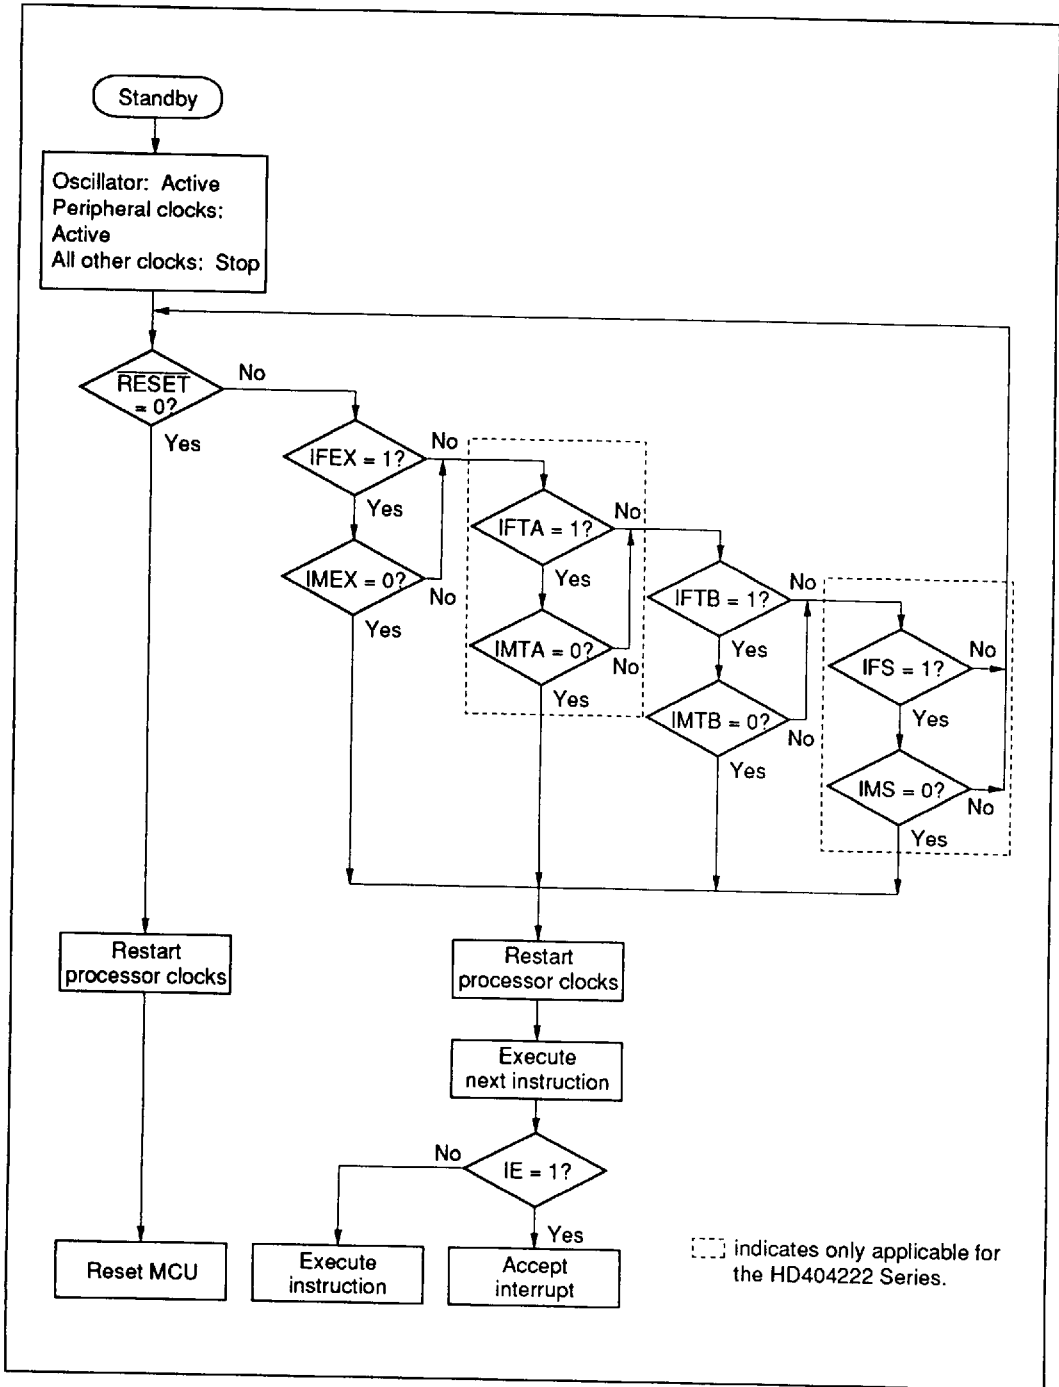 Standby
Oscillator: Active
Peripheral clocks:
Active
All other clocks: Stop
RESET
= 0?
No
Yes
IFEX = 1?
No
Yes
IMEX = 0?
No
Yes
IFTA = 1?
No
Yes
IMTA = 0?
No
Yes
IFTB = 1?
No
Yes
IMTB = 0?
No
Yes
IFS = 1?
No
Yes
IMS = 0?
No
Yes
Restart
processor clocks
Restart
processor clocks
Execute
next instruction
IE = 1?
No
Yes
Reset MCU
Execute
instruction
Accept
interrupt
indicates only applicable for
the HD404222 Series.